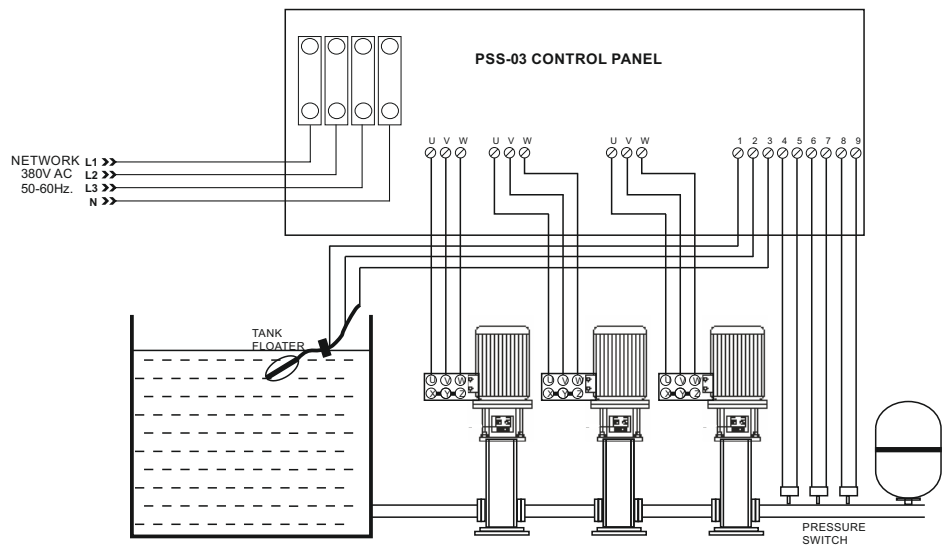 PSS-03 CONTROL PANEL
NETWORK L1
380V AC L2
50-60Hz. L3
N
U V W U V W U V W 1 2 3 4 5 6 7 8 9
TANK
FLOATER
U V W U V W U V W
X Y Z X Y Z X Y Z
PRESSURE
SWITCH